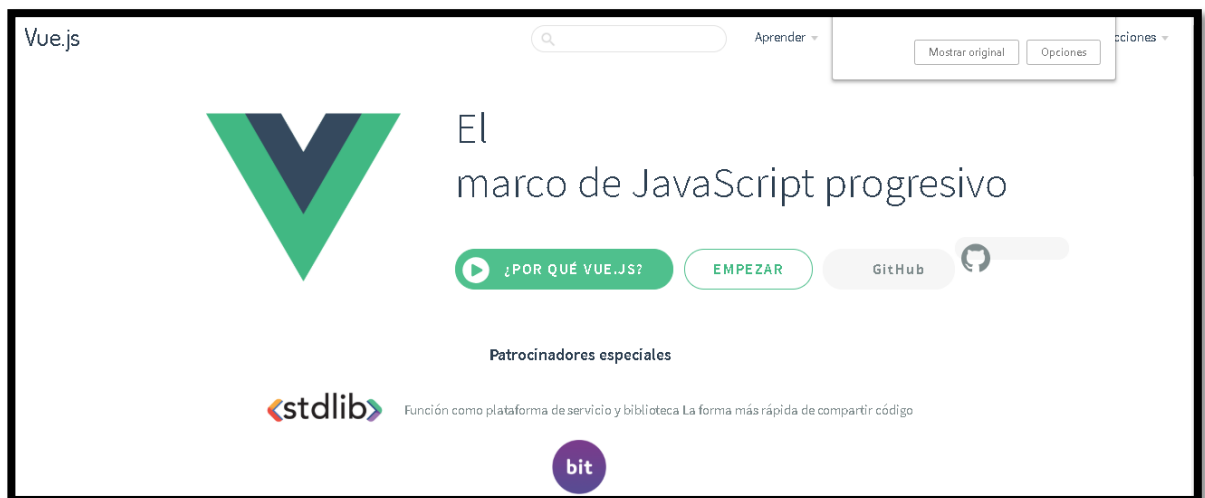 Vue.js
Aprender
Mostrar original
Opciones
cciones
El
marco de JavaScript progresivo
¿POR QUÉ VUE.JS?
EMPEZAR
GitHub
Patrocinadores especiales
<stdlib>
Función como plataforma de servicio y biblioteca La forma más rápida de compartir código
bit